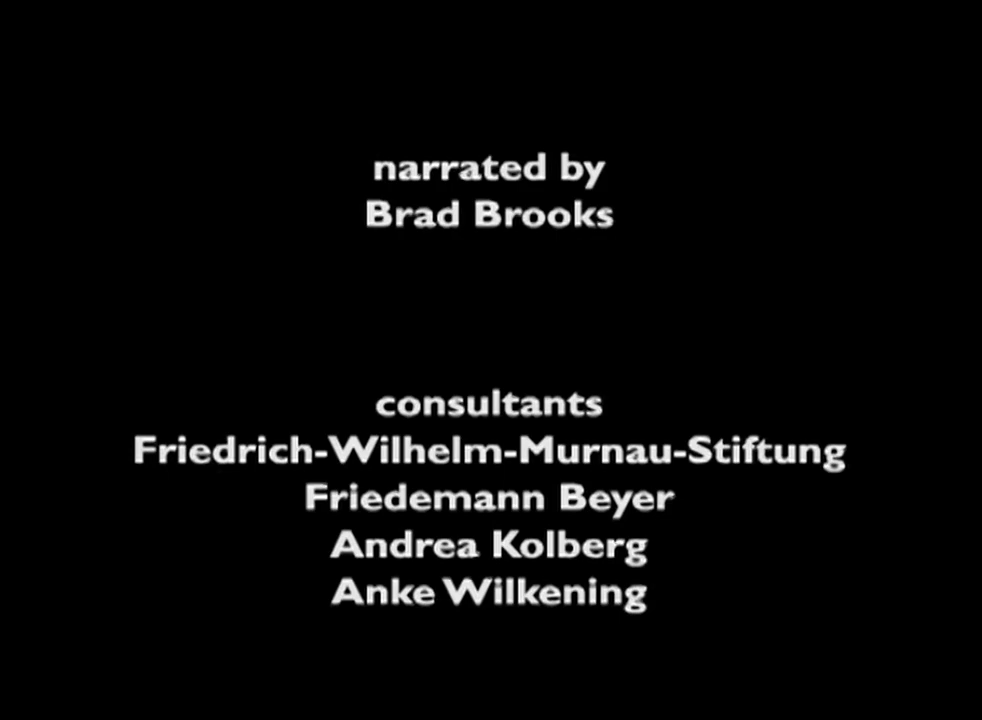 narrated by
Brad Brooks
consultants
Friedrich-Wilhelm-Murnau-Stiftung
Friedemann Beyer
Andrea Kolberg
Anke Wilkening